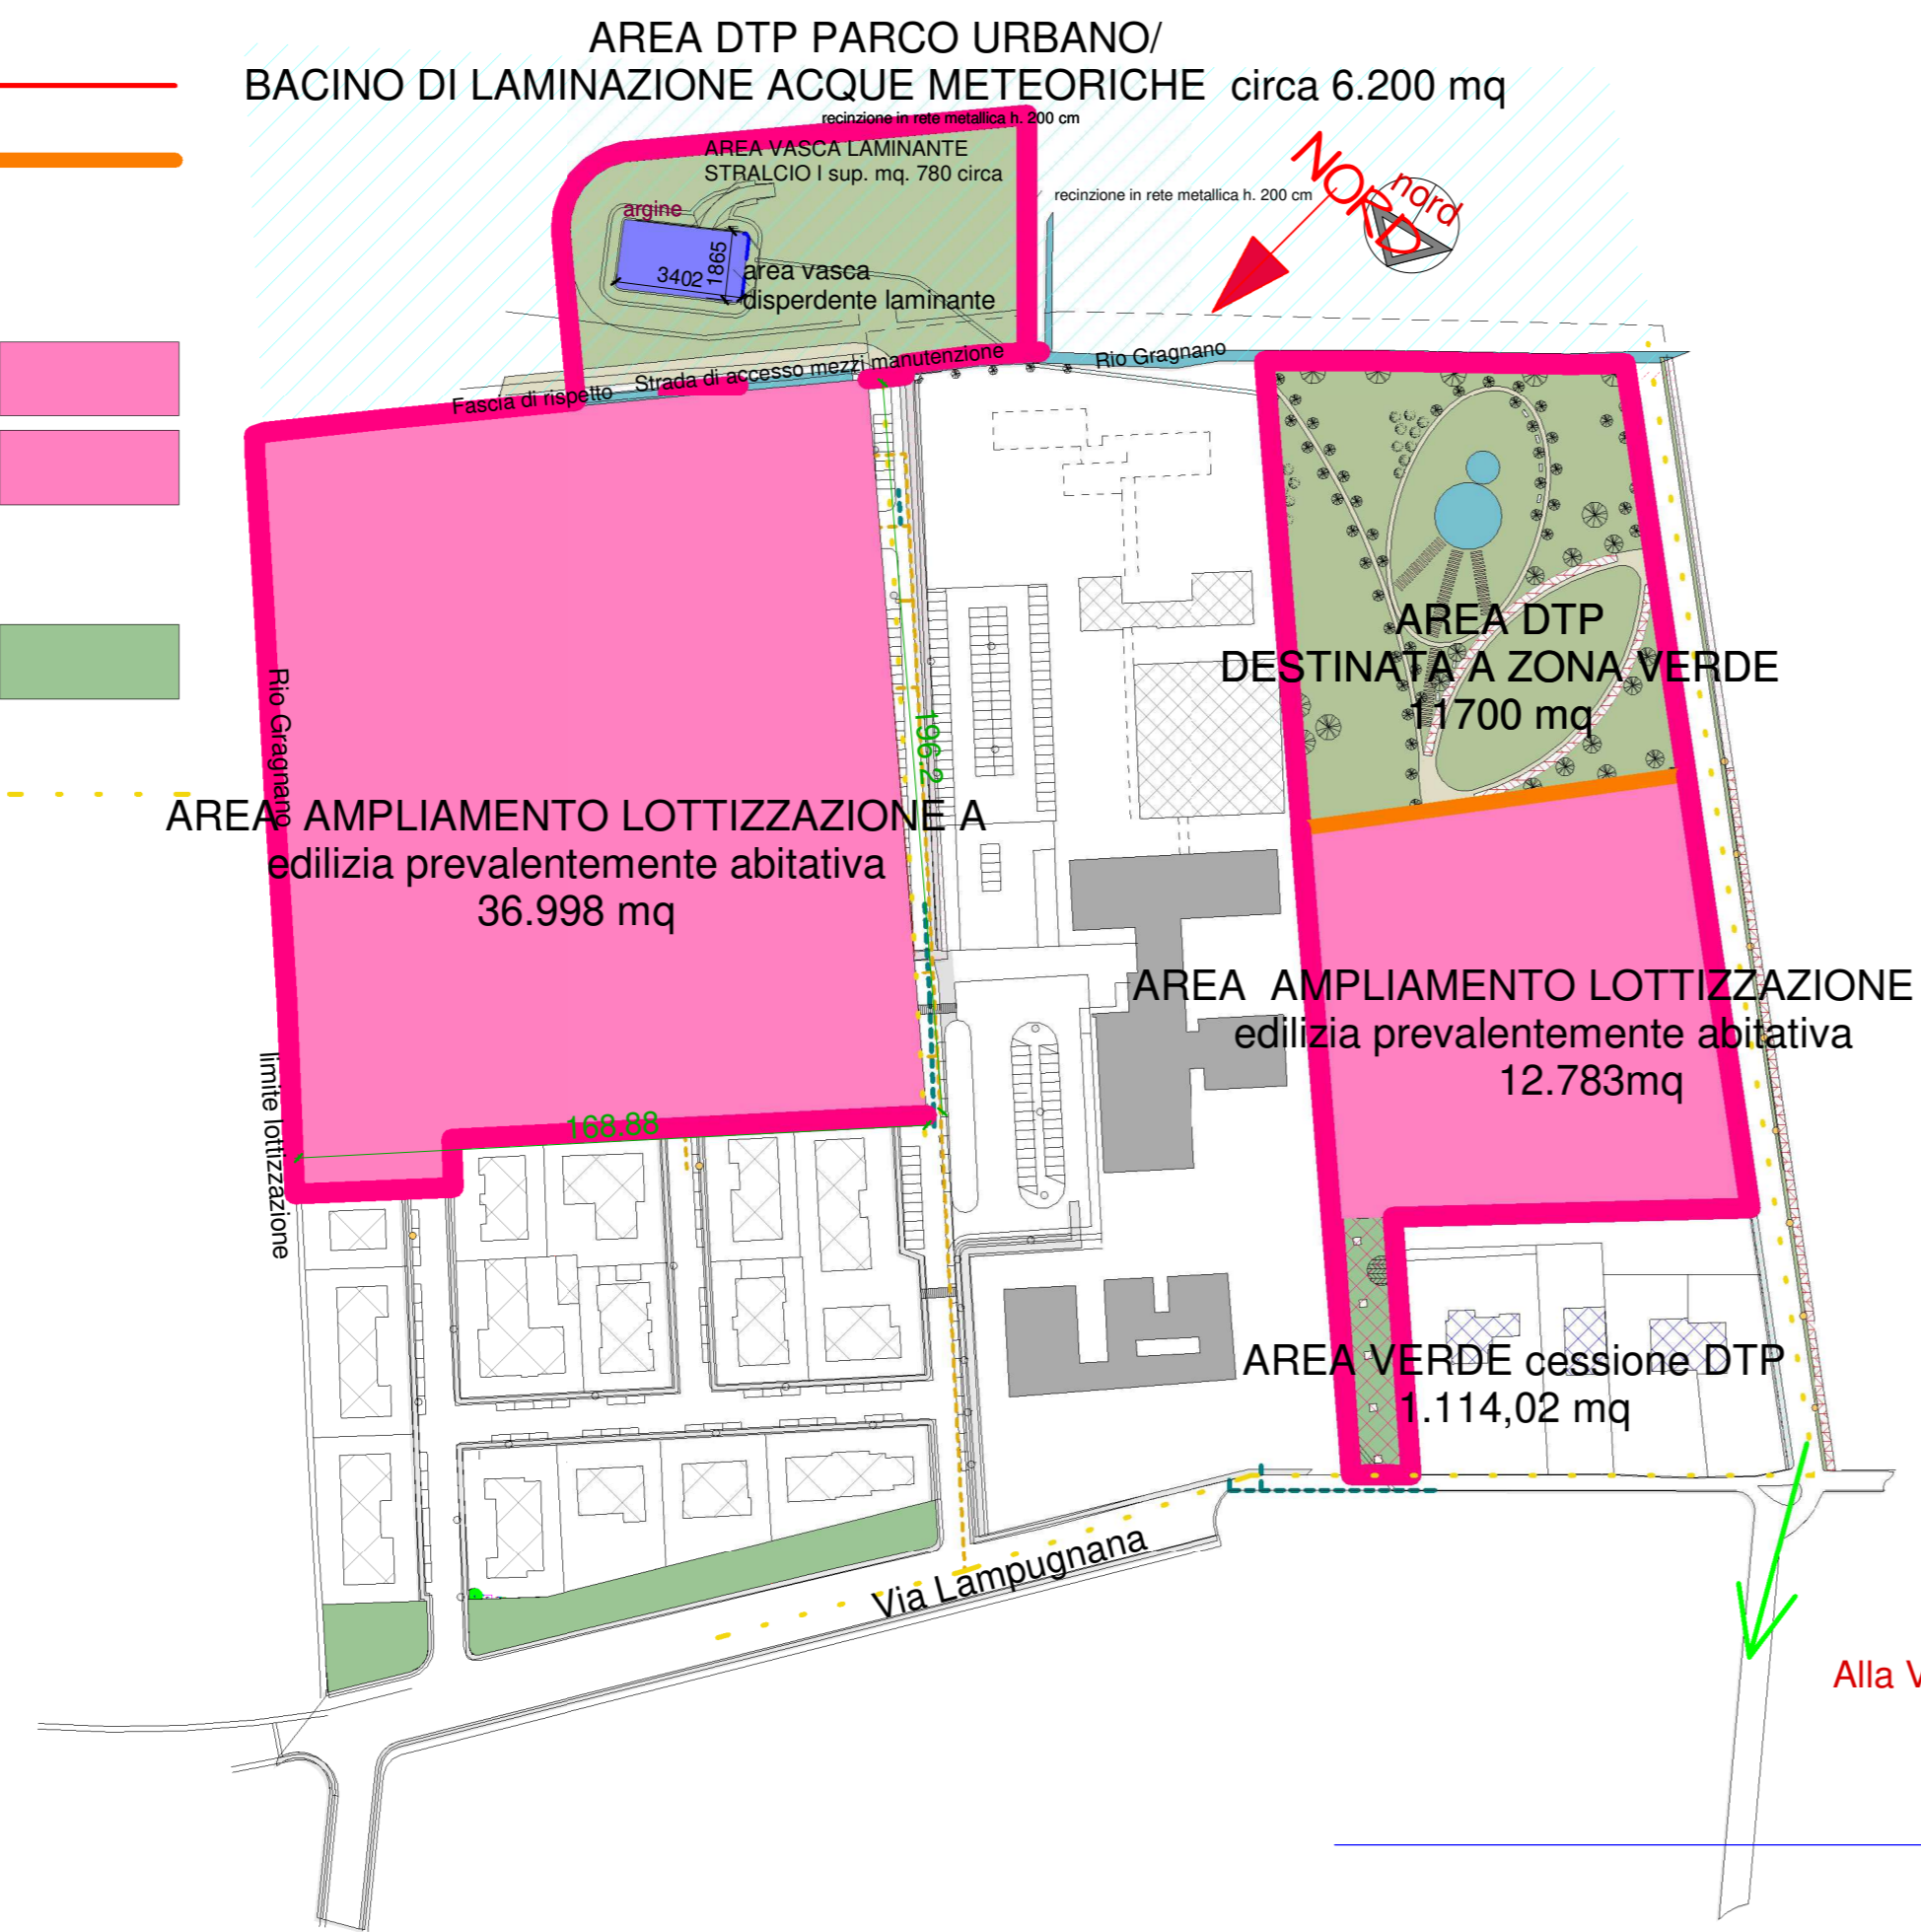 AREA DTP PARCO URBANO/
BACINO DI LAMINAZIONE ACQUE METEORICHE circa 6.200 mq
recinzione in rete metallica h. 200 cm
AREA VASCA LAMINANTE
STRALCIO I sup. mq. 780 circa
recinzione in rete metallica h. 200 cm
NORD
nord
argine
3402
1865
area vasca
disperdente laminante
Fascia di rispetto
Strada di accesso mezzi manutenzione
Rio Gragnano
Rio Gragnano
196.2
AREA DTP
DESTINATA A ZONA VERDE
11700 mq
AREA AMPLIAMENTO LOTTIZZAZIONE A
edilizia prevalentemente abitativa
36.998 mq
AREA AMPLIAMENTO LOTTIZZAZIONE
edilizia prevalentemente abitativa
12.783mq
limite lottizzazione
168.88
AREA VERDE cessione DTP
1.114,02 mq
Via Lampugnana
Alla V